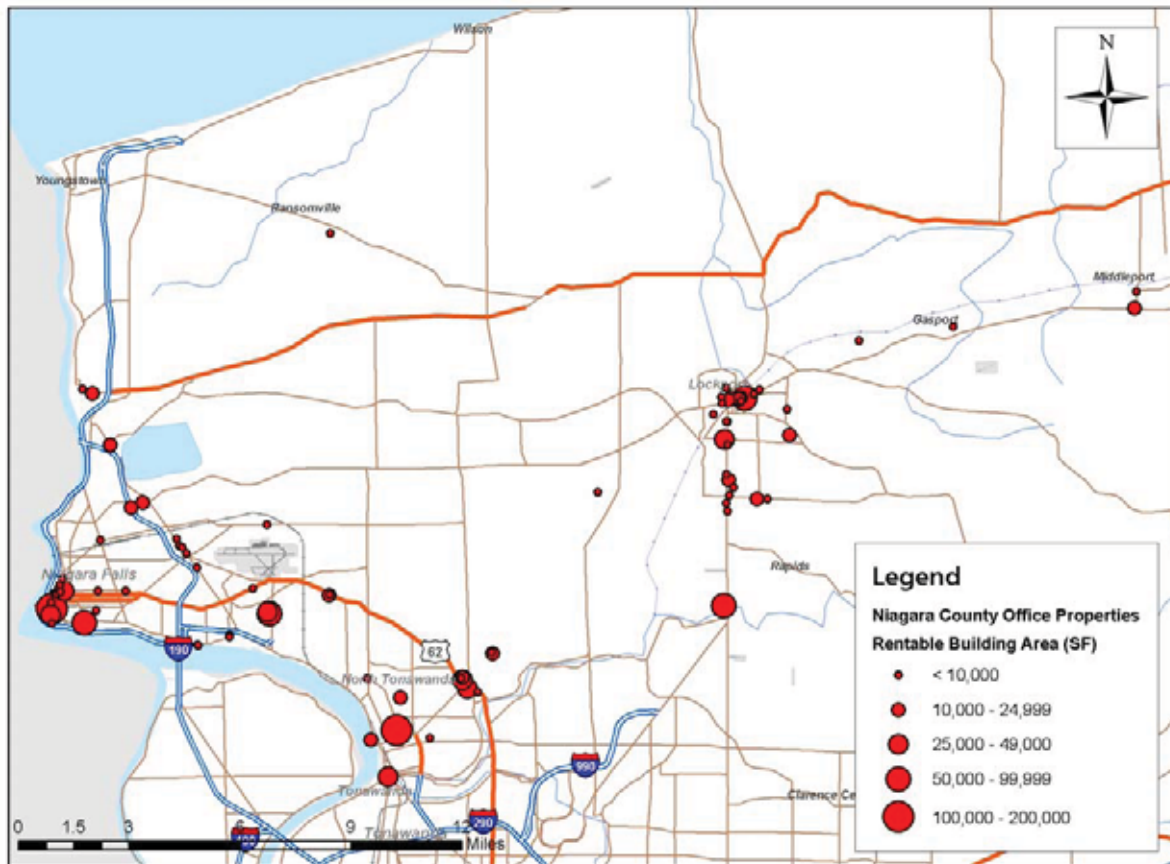 Wilson
N
Youngstown
Ransomville
Middleport
Gasport
Lockport
Niagara Falls
Rapids
190
62
North Tonawanda
990
Tonawanda
Clarence Ce
290
Tonawanda
0 1.5 3 6 9 12
Miles
Legend
Niagara County Office Properties
Rentable Building Area (SF)
< 10,000
10,000 - 24,999
25,000 - 49,000
50,000 - 99,999
100,000 - 200,000